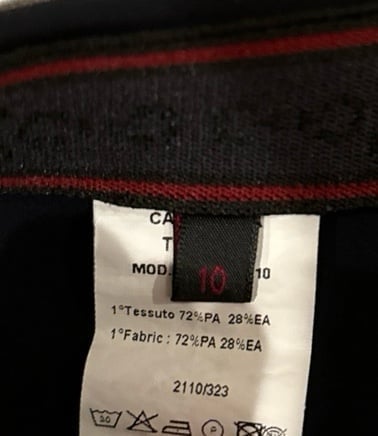 CA
T
MOD. 10 10
1°Tessuto 72%PA 28%EA
1°Fabric : 72%PA 28%EA
2110/323